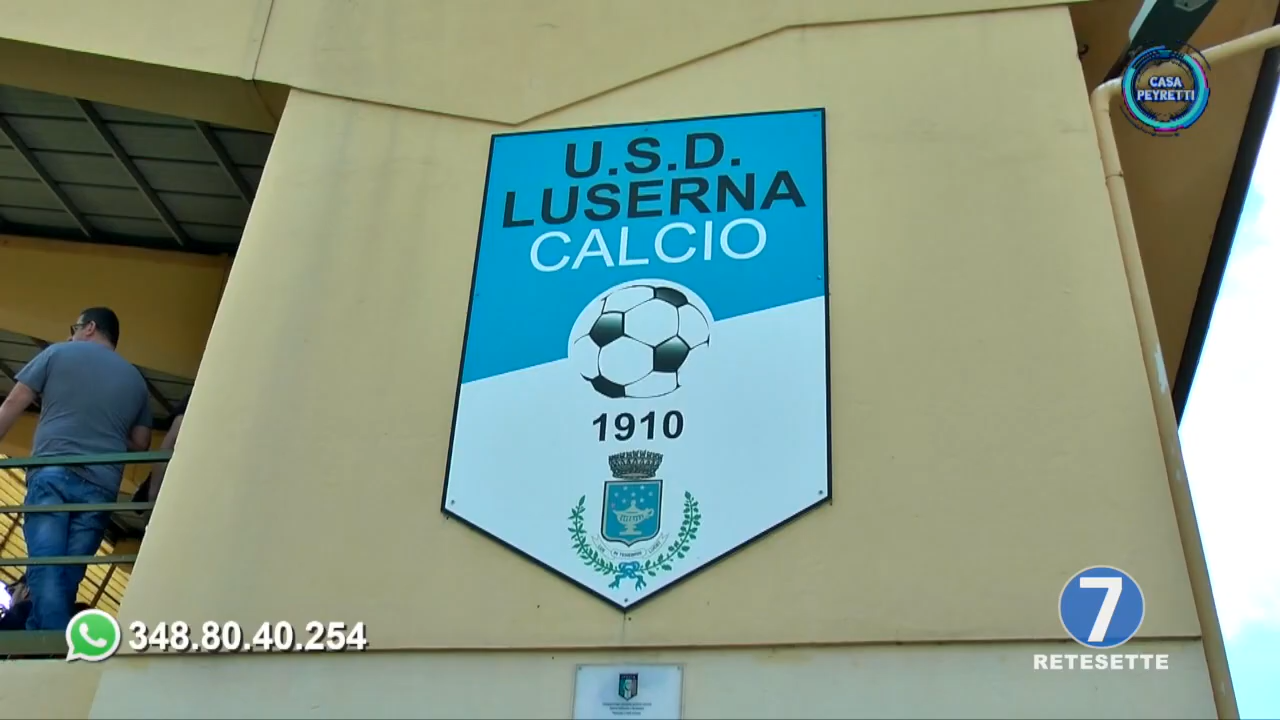 CASA
PEYRETTI
U.S.D.
LUSERNA
CALCIO
1910
348.80.40.254
7
RETESETTE